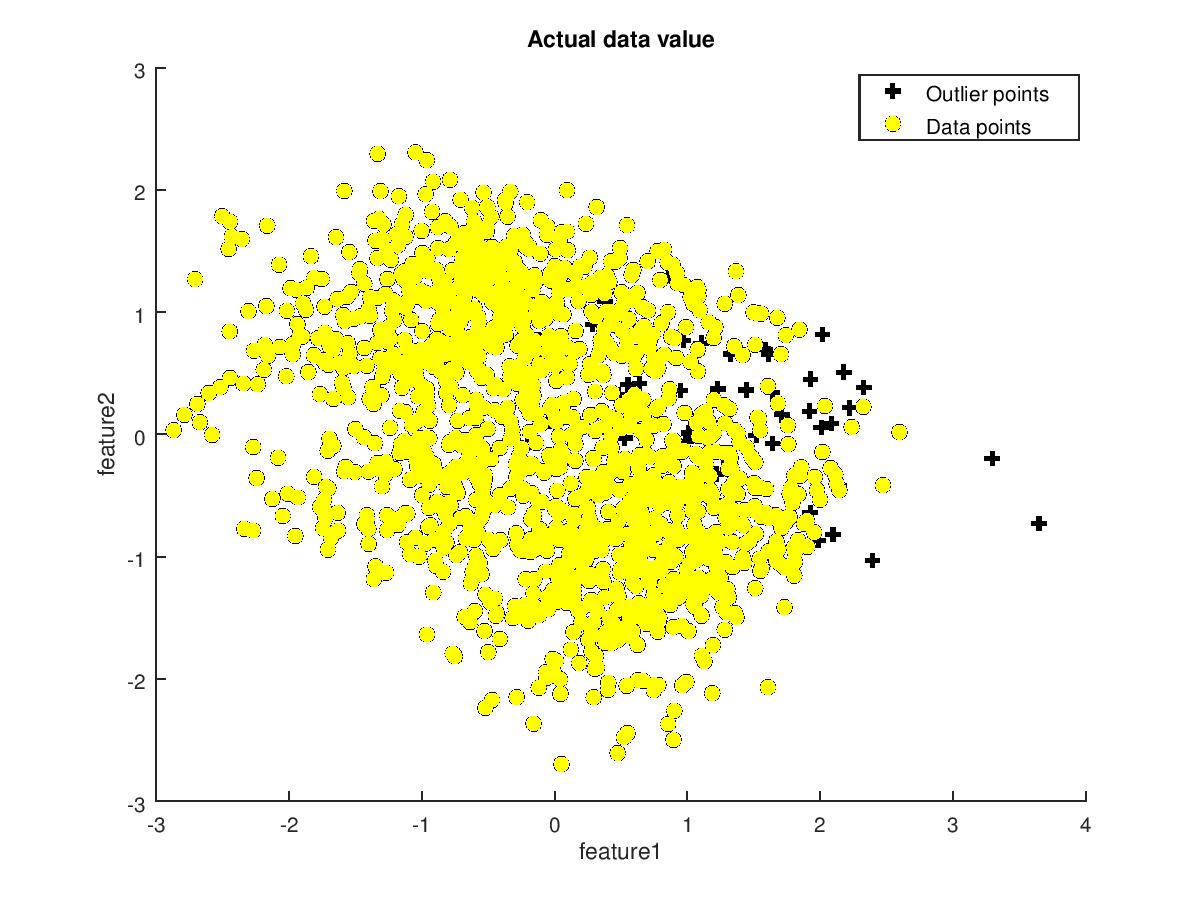 Actual data value
Outlier points
Data points
3
2
1
0
-1
-2
-3
feature2
-3 -2 -1 0 1 2 3 4
feature1